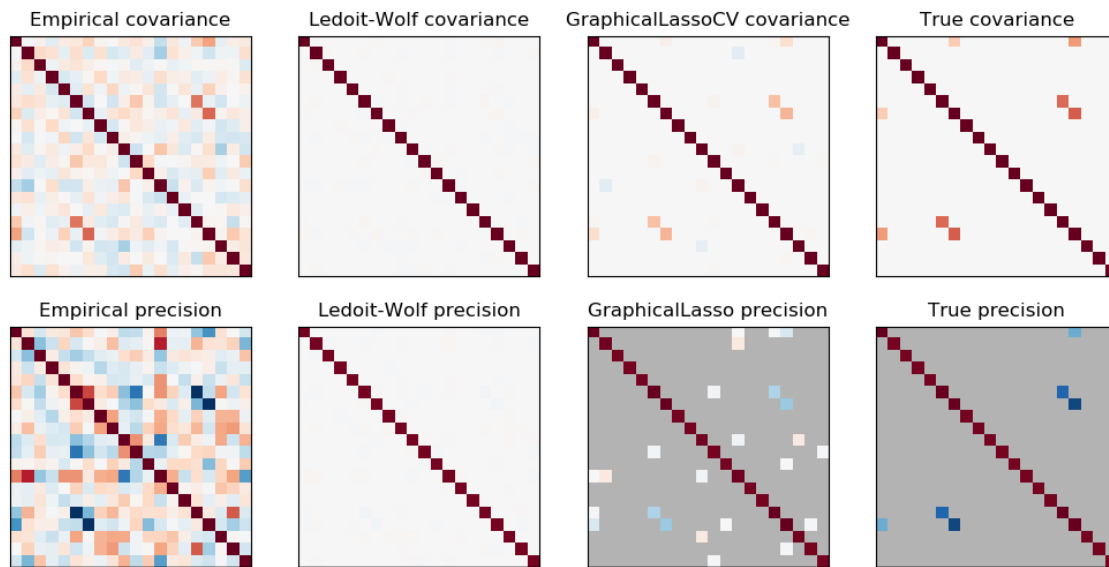 Empirical covariance
Ledoit-Wolf covariance
GraphicalLassoCV covariance
True covariance
Empirical precision
Ledoit-Wolf precision
GraphicalLasso precision
True precision